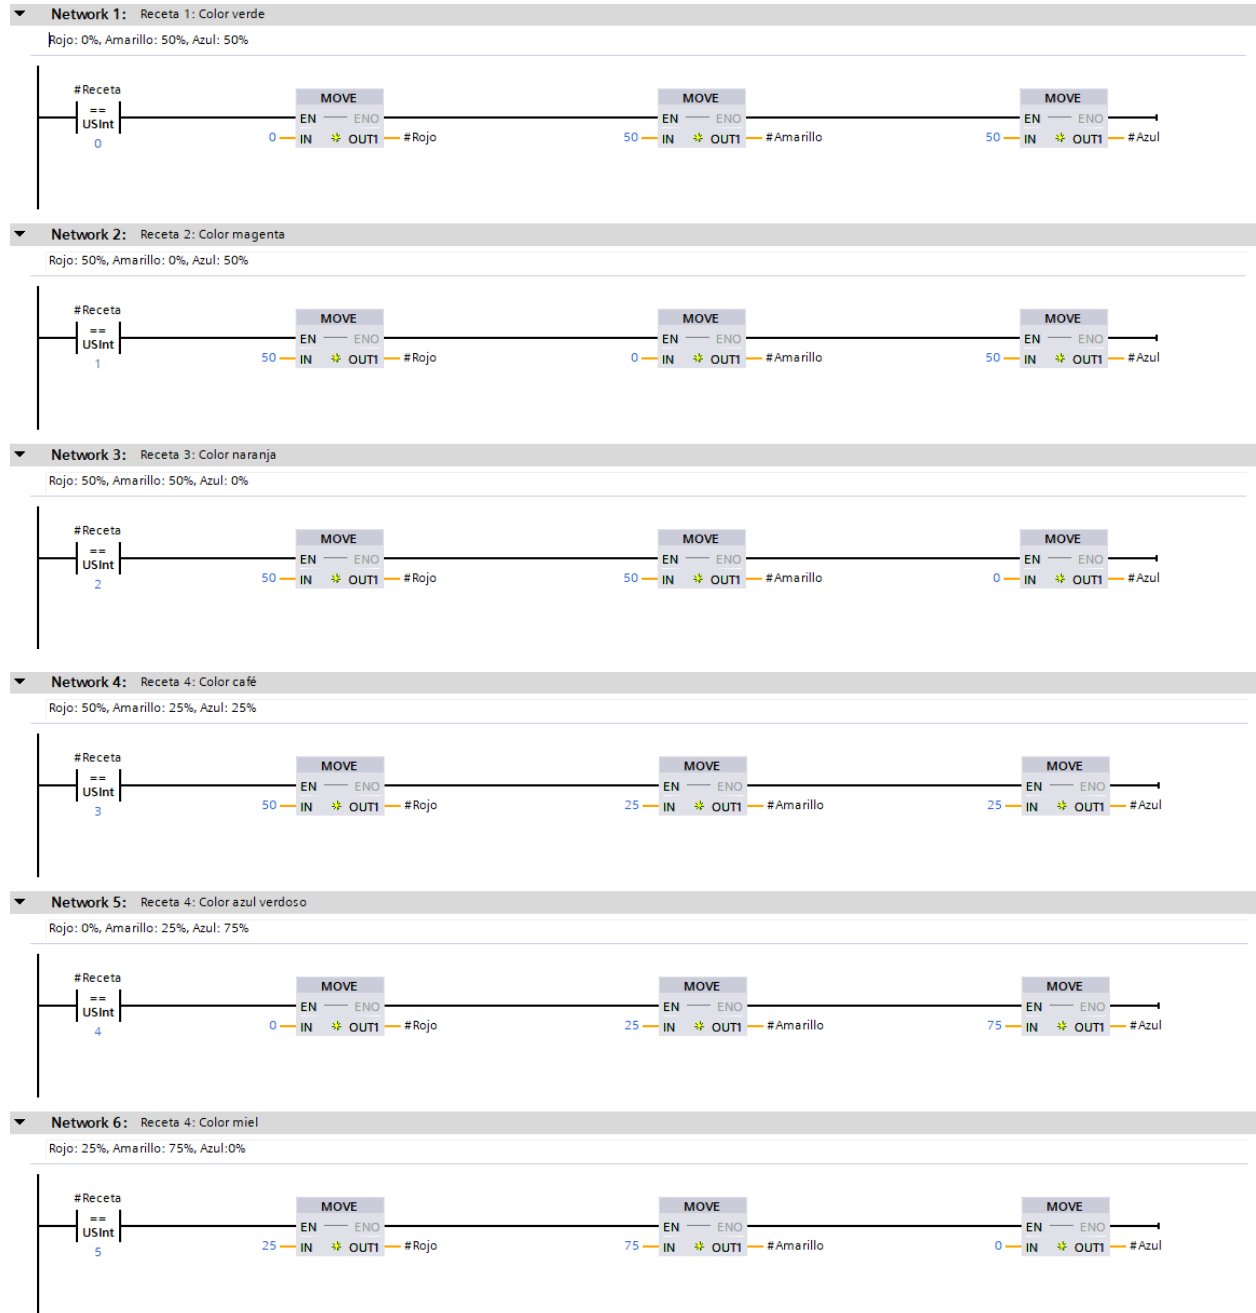 Network 1: Receta 1: Color verde
Rojo: 0%, Amarillo: 50%, Azul: 50%
#Receta
MOVE MOVE MOVE
==
EN ENO EN ENO EN ENO
USInt
0 IN OUT1 #Rojo 50 IN OUT1 #Amarillo 50 IN OUT1 #Azul
0
Network 2: Receta 2: Color magenta
Rojo: 50%, Amarillo: 0%, Azul: 50%
#Receta
MOVE MOVE MOVE
==
EN ENO EN ENO EN ENO
USInt
50 IN OUT1 #Rojo 0 IN OUT1 #Amarillo 50 IN OUT1 #Azul
1
Network 3: Receta 3: Color naranja
Rojo: 50%, Amarillo: 50%, Azul: 0%
#Receta
MOVE MOVE MOVE
==
EN ENO EN ENO EN ENO
USInt
50 IN OUT1 #Rojo 50 IN OUT1 #Amarillo 0 IN OUT1 #Azul
2
Network 4: Receta 4: Color café
Rojo: 50%, Amarillo: 25%, Azul: 25%
#Receta
MOVE MOVE MOVE
==
EN ENO EN ENO EN ENO
USInt
50 IN OUT1 #Rojo 25 IN OUT1 #Amarillo 25 IN OUT1 #Azul
3
Network 5: Receta 4: Color azul verdoso
Rojo: 0%, Amarillo: 25%, Azul: 75%
#Receta
MOVE MOVE MOVE
==
EN ENO EN ENO EN ENO
USInt
0 IN OUT1 #Rojo 25 IN OUT1 #Amarillo 75 IN OUT1 #Azul
4
Network 6: Receta 4: Color miel
Rojo: 25%, Amarillo: 75%, Azul:0%
#Receta
MOVE MOVE MOVE
==
EN ENO EN ENO EN ENO
USInt
25 IN OUT1 #Rojo 75 IN OUT1 #Amarillo 0 IN OUT1 #Azul
5